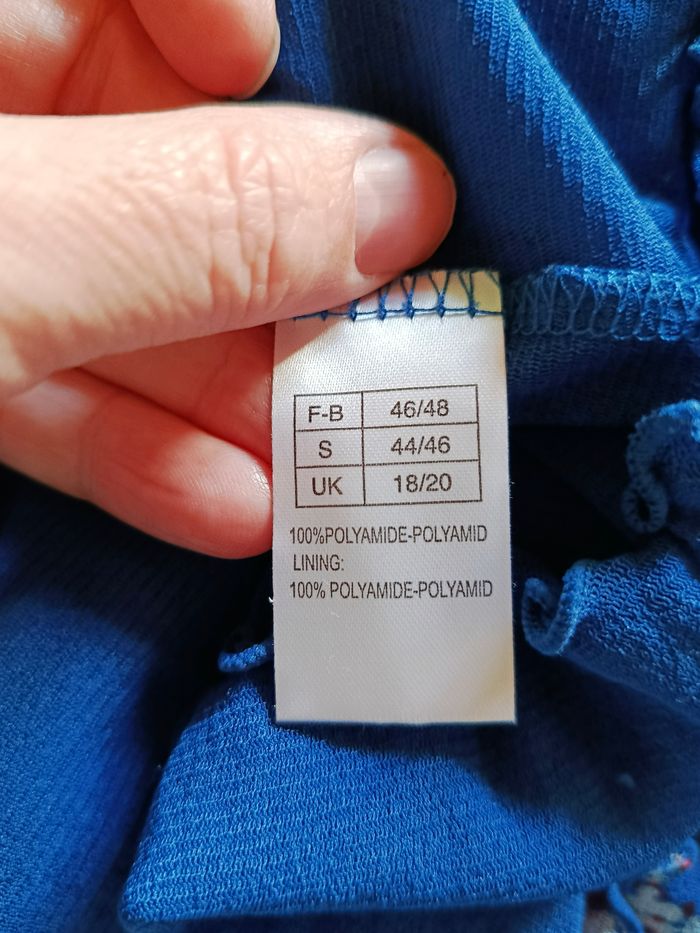 F-B 46/48
S 44/46
UK 18/20
100%POLYAMIDE-POLYAMID
LINING:
100% POLYAMIDE-POLYAMID